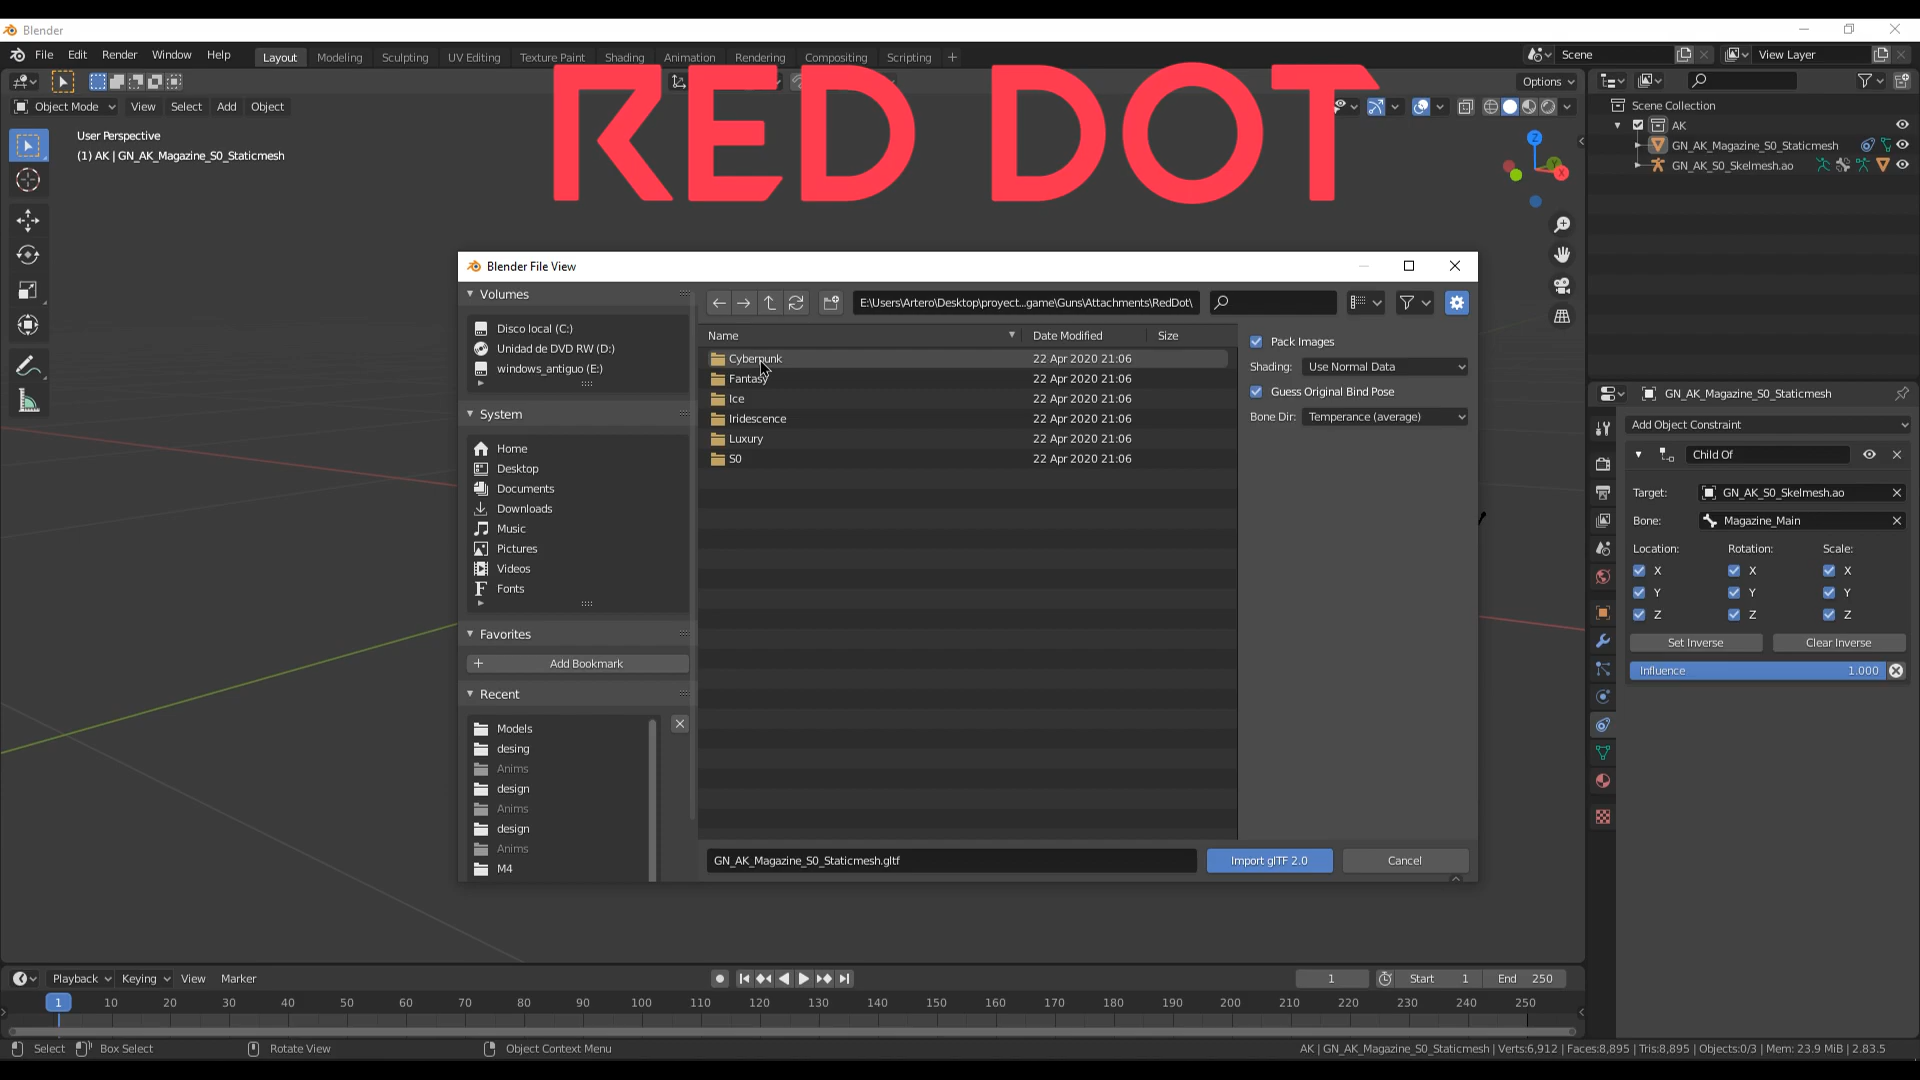 Blender
File Edit Render Window Help
Layout Modeling Sculpting UV Editing Texture Paint Shading Animation Rendering Compositing Scripting +
Scene
View Layer
RED DOT
Options
Object Mode View Select Add Object
User Perspective
(1) AK | GN_AK_Magazine_S0_Staticmesh
Z
Y
X
Scene Collection
AK
GN_AK_Magazine_S0_Staticmesh
GN_AK_S0_Skelmesh.ao
Blender File View
Volumes
Disco local (C:)
Unidad de DVD RW (D:)
windows_antiguo (E:)
System
Home
Desktop
Documents
Downloads
Music
Pictures
Videos
Fonts
Favorites
Add Bookmark
Recent
Models
desing
Anims
design
Anims
design
Anims
M4
E:\Users\Artero\Desktop\proyect...game\Guns\Attachments\RedDot\
Name Date Modified Size
Cyberpunk 22 Apr 2020 21:06
Fantasy 22 Apr 2020 21:06
Ice 22 Apr 2020 21:06
Iridescence 22 Apr 2020 21:06
Luxury 22 Apr 2020 21:06
S0 22 Apr 2020 21:06
Pack Images
Shading: Use Normal Data
Guess Original Bind Pose
Bone Dir: Temperance (average)
GN_AK_Magazine_S0_Staticmesh.gltf
Import glTF 2.0
Cancel
GN_AK_Magazine_S0_Staticmesh
Add Object Constraint
Child Of
Target: GN_AK_S0_Skelmesh.ao
Bone: Magazine_Main
Location: Rotation: Scale:
X X X
Y Y Y
Z Z Z
Set Inverse Clear Inverse
Influence 1.000
Playback Keying View Marker
1 Start 1 End 250
1 10 20 30 40 50 60 70 80 90 100 110 120 130 140 150 160 170 180 190 200 210 220 230 240 250
Select Box Select Rotate View Object Context Menu
AK | GN_AK_Magazine_S0_Staticmesh | Verts:6,912 | Faces:8,895 | Tris:8,895 | Objects:0/3 | Mem: 23.9 MiB | 2.83.5